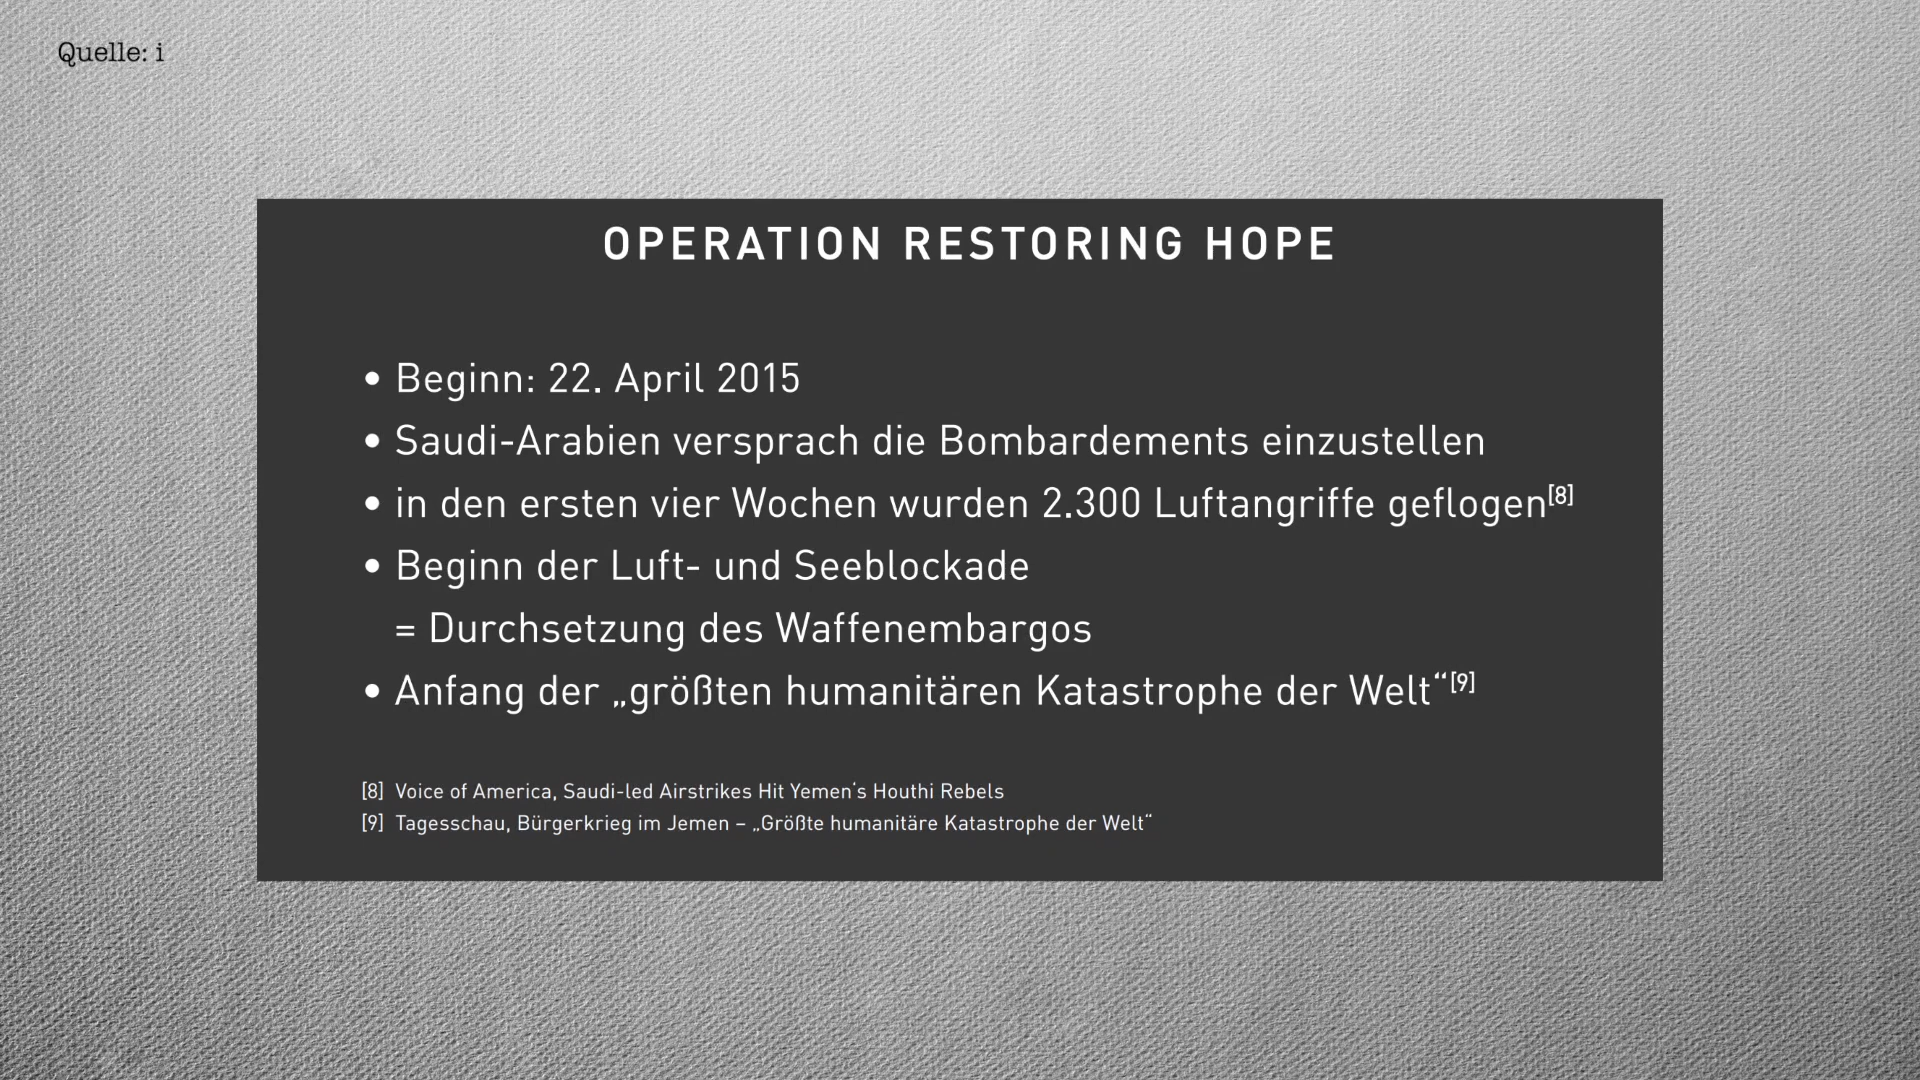 Quelle: i
OPERATION RESTORING HOPE
• Beginn: 22. April 2015
• Saudi-Arabien versprach die Bombardements einzustellen
• in den ersten vier Wochen wurden 2.300 Luftangriffe geflogen[8]
• Beginn der Luft- und Seeblockade
= Durchsetzung des Waffenembargos
• Anfang der „größten humanitären Katastrophe der Welt“[9]
[8] Voice of America, Saudi-led Airstrikes Hit Yemen's Houthi Rebels
[9] Tagesschau, Bürgerkrieg im Jemen – „Größte humanitäre Katastrophe der Welt“